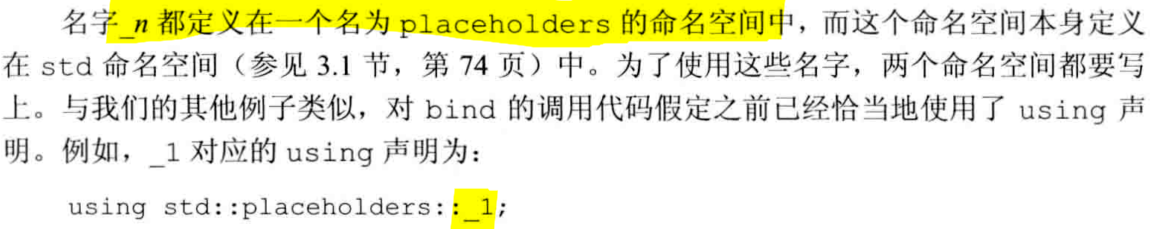 名字_n 都定义在一个名为 placeholders 的命名空间中，而这个命名空间本身定义
在 std 命名空间（参见 3.1 节，第 74 页）中。为了使用这些名字，两个命名空间都要写
上。与我们的其他例子类似，对 bind 的调用代码假定之前已经恰当地使用了 using 声
明。例如，_1 对应的 using 声明为：
using std::placeholders::_1;